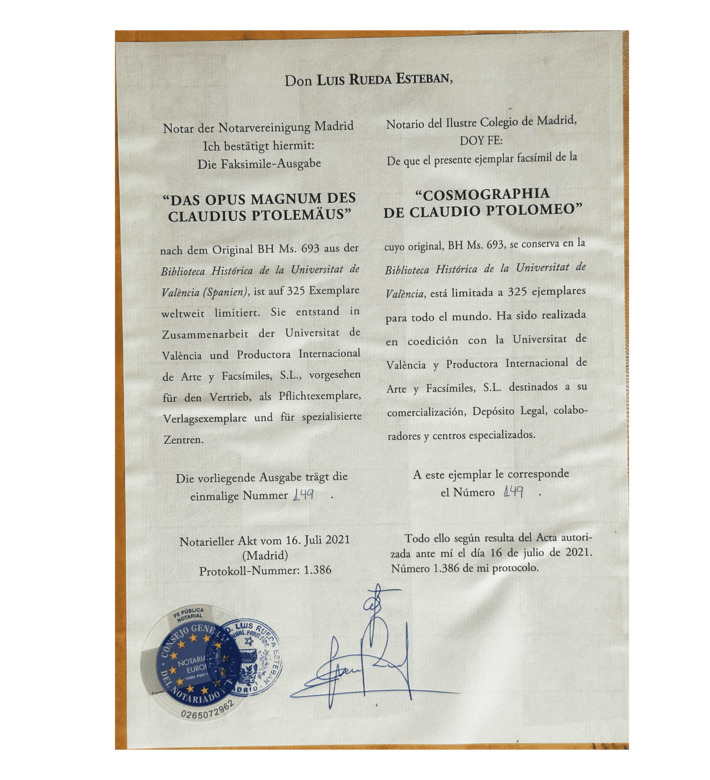 Don LUIS RUEDA ESTEBAN,
Notar der Notarvereinigung Madrid
Ich bestätigt hiermit:
Die Faksimile-Ausgabe
“DAS OPUS MAGNUM DES
CLAUDIUS PTOLEMÄUS”
nach dem Original BH Ms. 693 aus der
Biblioteca Histórica de la Universitat de
València (Spanien), ist auf 325 Exemplare
weltweit limitiert. Sie entstand in
Zusammenarbeit der Universitat de
València und Productora Internacional
de Arte y Facsímiles, S.L., vorgesehen
für den Vertrieb, als Pflichtexemplare,
Verlagsexemplare und für spezialisierte
Zentren.
Die vorliegende Ausgabe trägt die
einmalige Nummer 149 .
Notarieller Akt vom 16. Juli 2021
(Madrid)
Protokoll-Nummer: 1.386
Notario del Ilustre Colegio de Madrid,
DOY FE:
De que el presente ejemplar facsímil de la
“COSMOGRAPHIA
DE CLAUDIO PTOLOMEO”
cuyo original, BH Ms. 693, se conserva en la
Biblioteca Histórica de la Universitat de
València, está limitada a 325 ejemplares
para todo el mundo. Ha sido realizada
en coedición con la Universitat de
València y Productora Internacional de
Arte y Facsímiles, S.L. destinados a su
comercialización, Depósito Legal, colabo-
radores y centros especializados.
A este ejemplar le corresponde
el Número 149 .
Todo ello según resulta del Acta autori-
zada ante mí el día 16 de julio de 2021.
Número 1.386 de mi protocolo.
FE PÚBLICA
NOTARIAL
CONSEJO GENE
DEL NOTARIADO
NOTARIA
EUROP
0265072962
D. LUIS RUEDA ESTEBAN